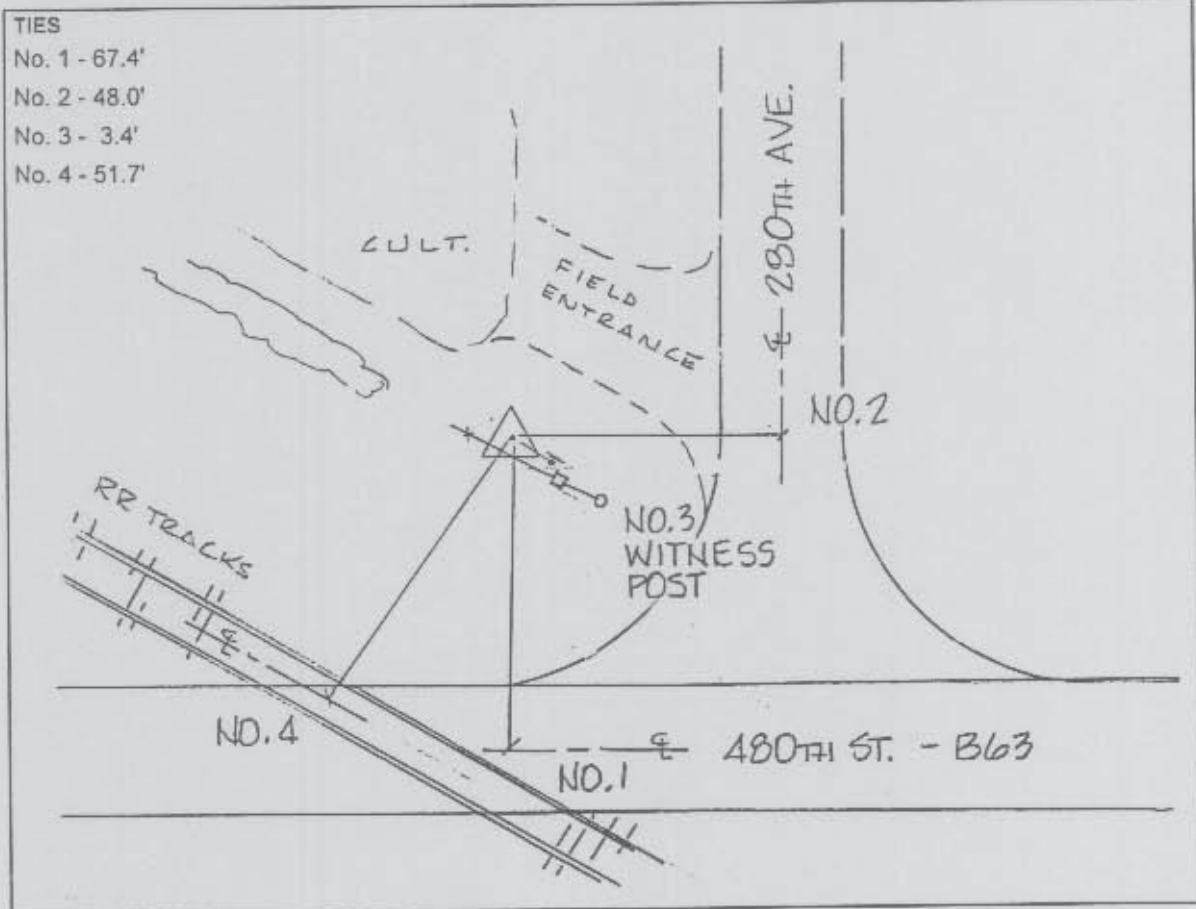 TIES
No. 1 - 67.4'
No. 2 - 48.0'
No. 3 - 3.4'
No. 4 - 51.7'
CULT.
FIELD
ENTRANCE
℄ 280TH AVE.
NO.2
RR TRACKS
NO.3
WITNESS
POST
℄
NO.4
℄ 480TH ST. - B63
NO.1